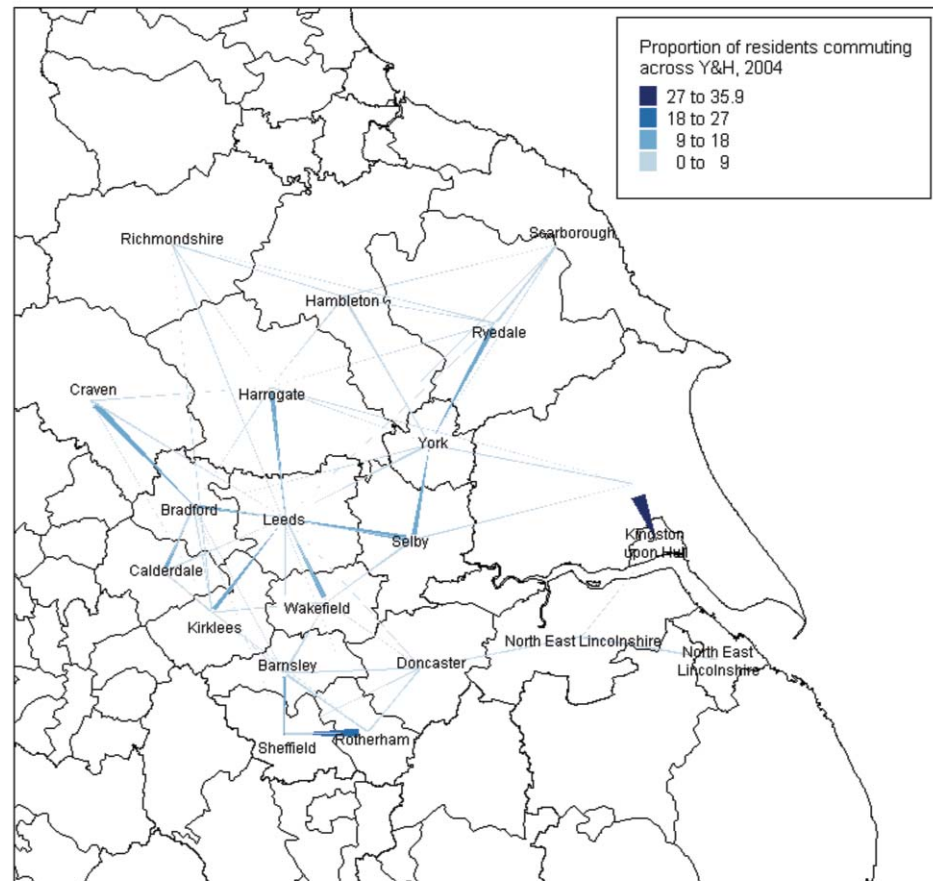 Proportion of residents commuting
across Y&H, 2004
27 to 35.9
18 to 27
9 to 18
0 to 9
Richmondshire
Scarborough
Hambleton
Ryedale
Craven
Harrogate
York
Bradford
Leeds
Selby
Kingston
upon Hull
Calderdale
Wakefield
Kirklees
North East Lincolnshire
North East
Lincolnshire
Barnsley
Doncaster
Sheffield
Rotherham